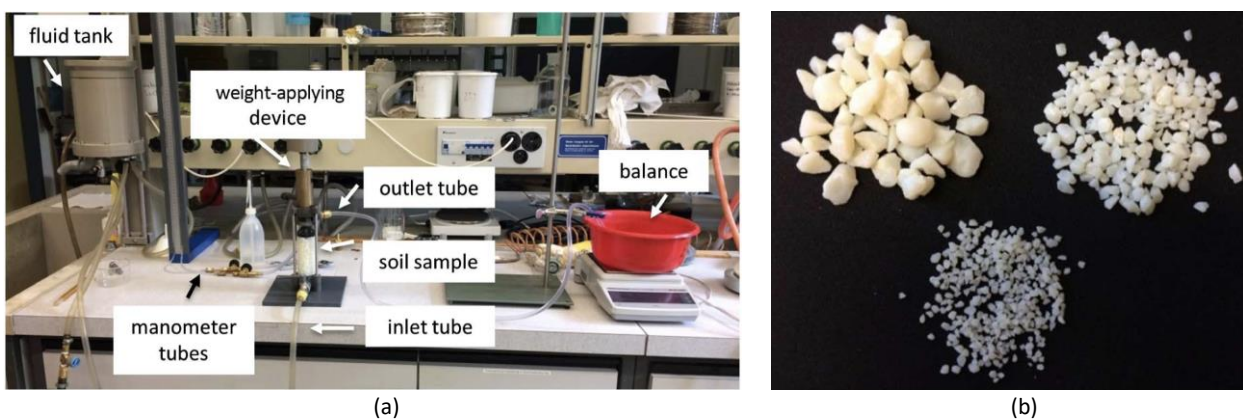 fluid tank
weight-applying
device
outlet tube
balance
soil sample
manometer
tubes
inlet tube
(a)
(b)